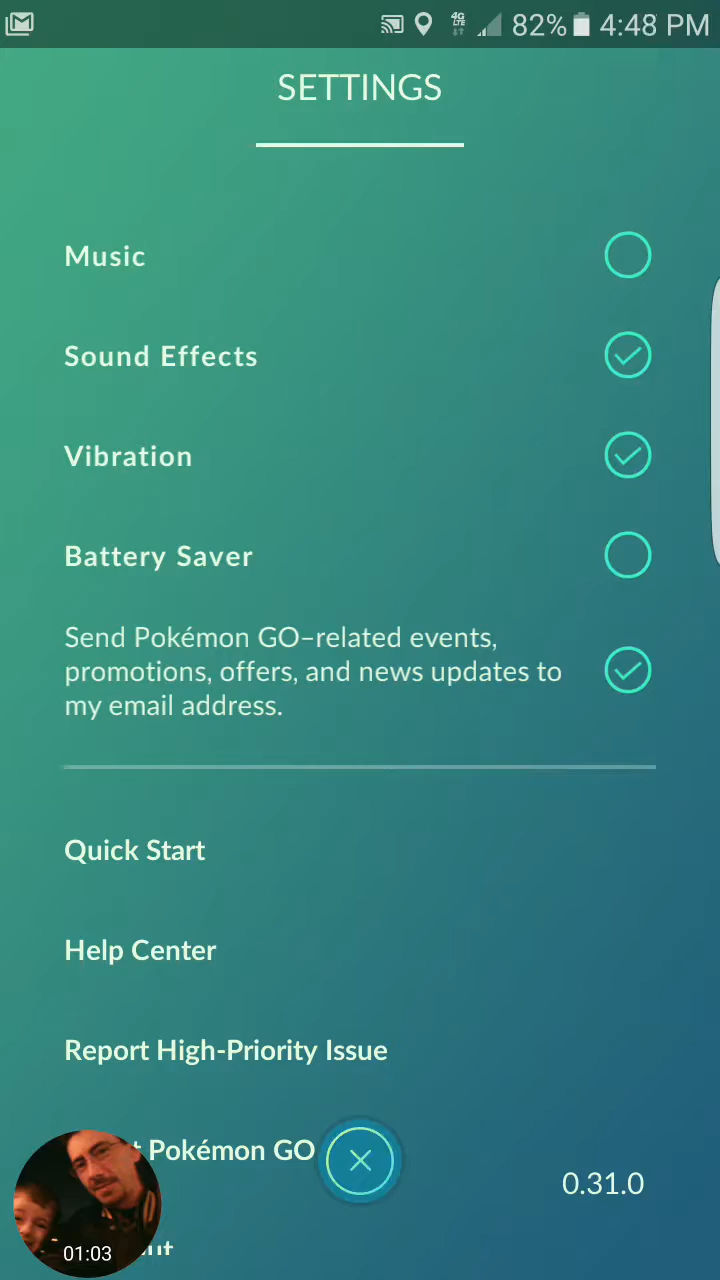 4G
LTE
82%
4:48 PM
SETTINGS
Music
Sound Effects
Vibration
Battery Saver
Send Pokémon GO–related events,
promotions, offers, and news updates to
my email address.
Quick Start
Help Center
Report High-Priority Issue
t Pokémon GO
0.31.0
01:03